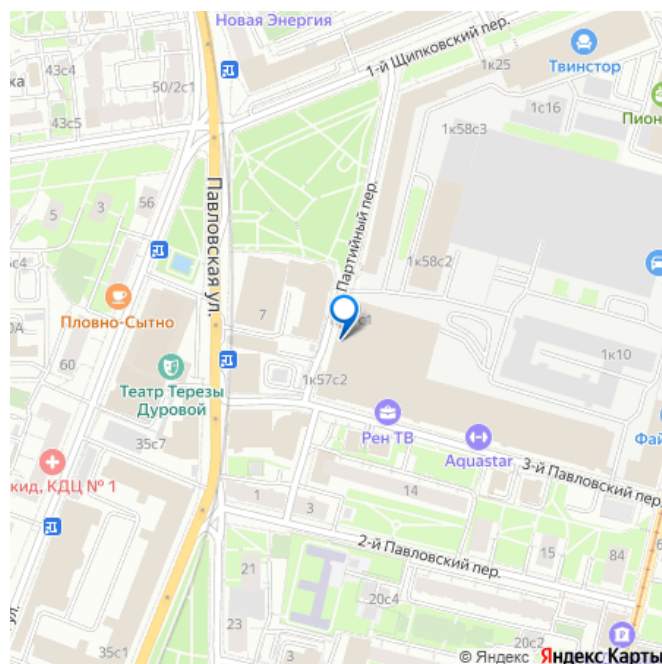 Новая Энергия
43с4
50/2с1
43с5
1-й Щипковский пер.
1к25
Твинстор
1с16
Пион
1к58с3
5
3
56
Павловская ул.
Партийный пер.
1к58с2
Пловно-Сытно
7
60
1к57с2
1к10
Театр Терезы
Дуровой
Рен ТВ
Aquastar
Фай
35с7
кид, КДЦ № 1
3-й Павловский пер.
14
1
3
2-й Павловский пер.
15
84
21
20с4
23
20с2
3
35с1
ул.
© Яндекс Яндекс Карты